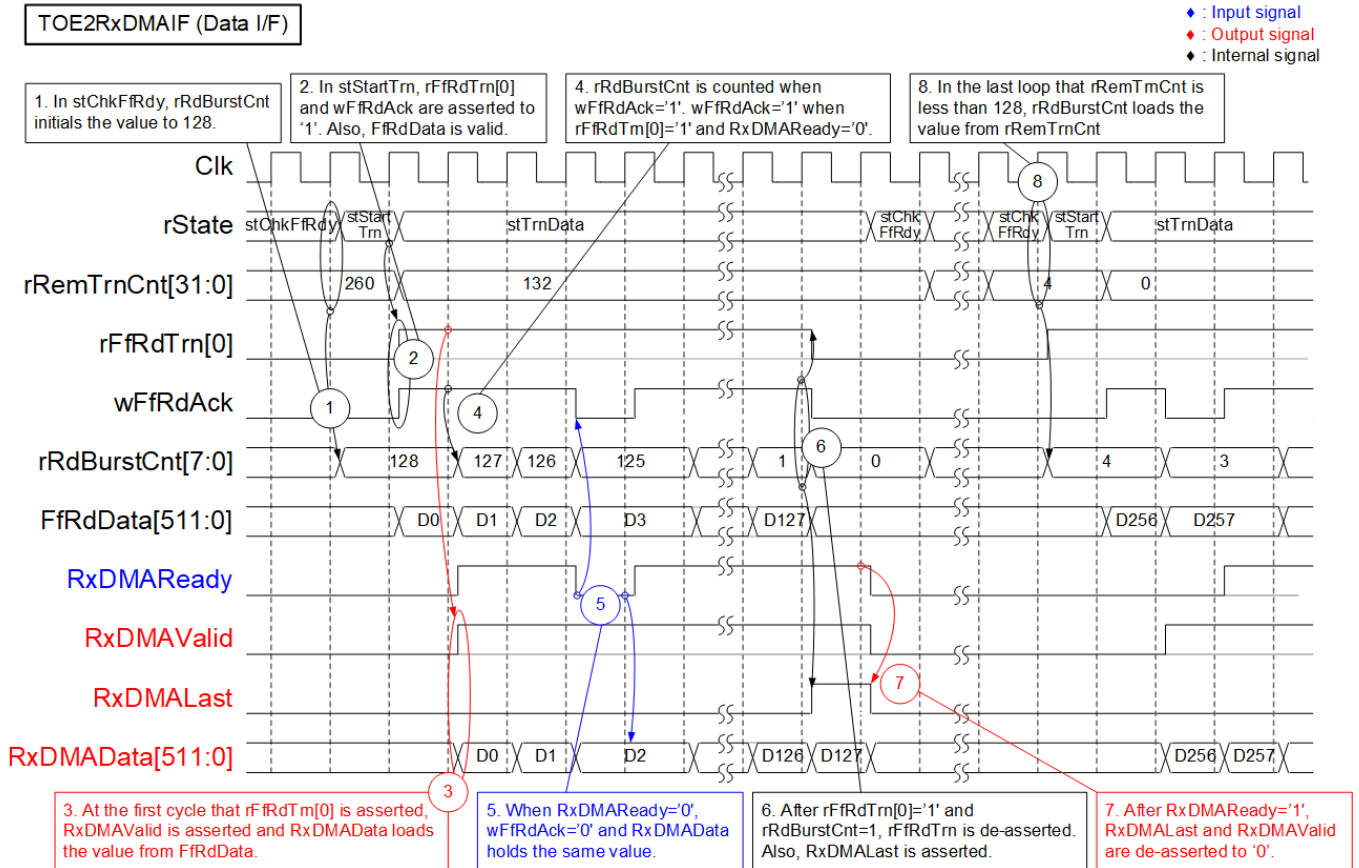 TOE2RxDMAIF (Data I/F)
♦ : Input signal
♦ : Output signal
♦ : Internal signal
1. In stChkFfRdy, rRdBurstCnt
initials the value to 128.
2. In stStartTrn, rFfRdTrn[0]
and wFfRdAck are asserted to
‘1’. Also, FfRdData is valid.
4. rRdBurstCnt is counted when
wFfRdAck=’1’. wFfRdAck=’1’ when
rFfRdTrn[0]=’1’ and RxDMAReady=’0’.
8. In the last loop that rRemTrnCnt is
less than 128, rRdBurstCnt loads the
value from rRemTrnCnt
Clk
8
rState stChkFfRdy stStart Trn stTrnData stChk FfRdy stChk FfRdy stStart Trn stTrnData
rRemTrnCnt[31:0] 260 132 4 0
rFfRdTrn[0]
2
wFfRdAck
1 4
6
rRdBurstCnt[7:0] 128 127 126 125 1 0 4 3
FfRdData[511:0] D0 D1 D2 D3 D127 D256 D257
RxDMAReady
5
RxDMAValid
RxDMALast
7
RxDMAData[511:0] D0 D1 D2 D126 D127 D256 D257
3
3. At the first cycle that rFfRdTrn[0] is asserted,
RxDMAValid is asserted and RxDMAData loads
the value from FfRdData.
5. When RxDMAReady=’0’,
wFfRdAck=’0’ and RxDMAData
holds the same value.
6. After rFfRdTrn[0]=’1’ and
rRdBurstCnt=1, rFfRdTrn is de-asserted.
Also, RxDMALast is asserted.
7. After RxDMAReady=’1’,
RxDMALast and RxDMAValid
are de-asserted to ‘0’.